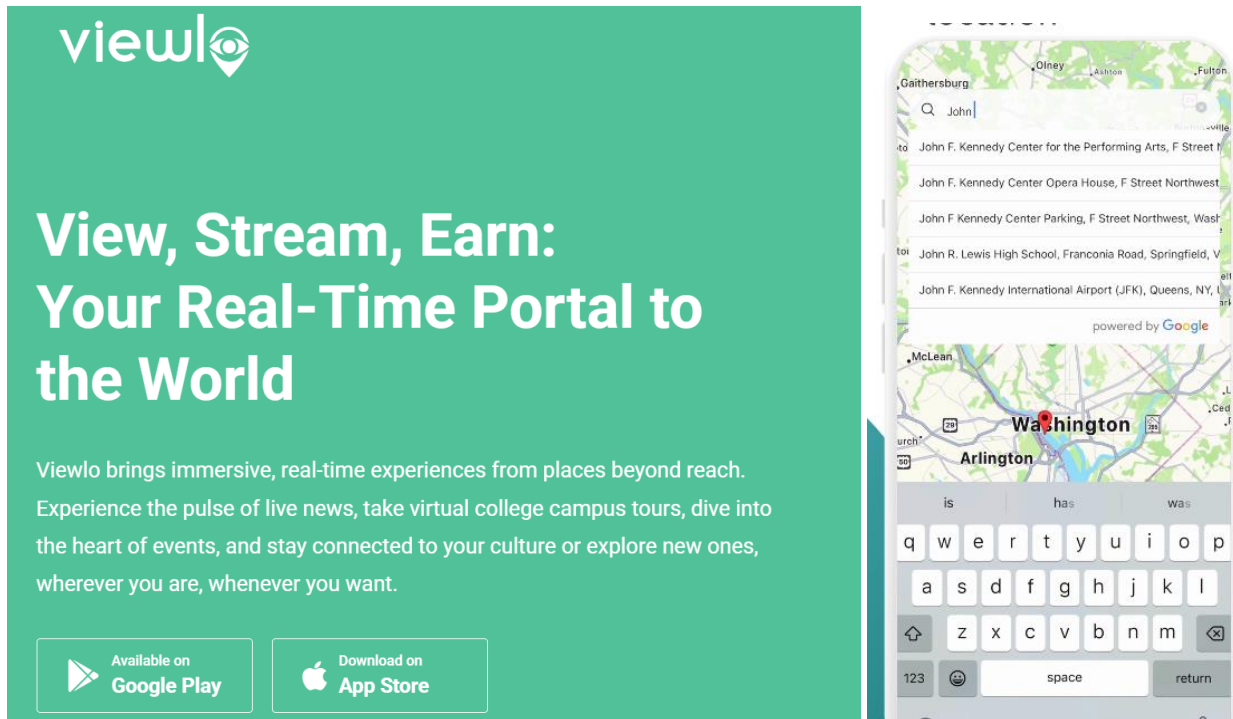 viewlo
View, Stream, Earn:
Your Real-Time Portal to
the World
Viewlo brings immersive, real-time experiences from places beyond reach.
Experience the pulse of live news, take virtual college campus tours, dive into
the heart of events, and stay connected to your culture or explore new ones,
wherever you are, whenever you want.
Available on
Google Play
Download on
App Store
Olney
Ashton
Fulton
Gaithersburg
John
John F. Kennedy Center for the Performing Arts, F Street N
John F. Kennedy Center Opera House, F Street Northwest
John F Kennedy Center Parking, F Street Northwest, Wash
John R. Lewis High School, Franconia Road, Springfield, V
John F. Kennedy International Airport (JFK), Queens, NY, U
powered by Google
McLean
29
Washington
295
urch
50
Arlington
is has was
q w e r t y u i o p
a s d f g h j k l
z x c v b n m
123 space return